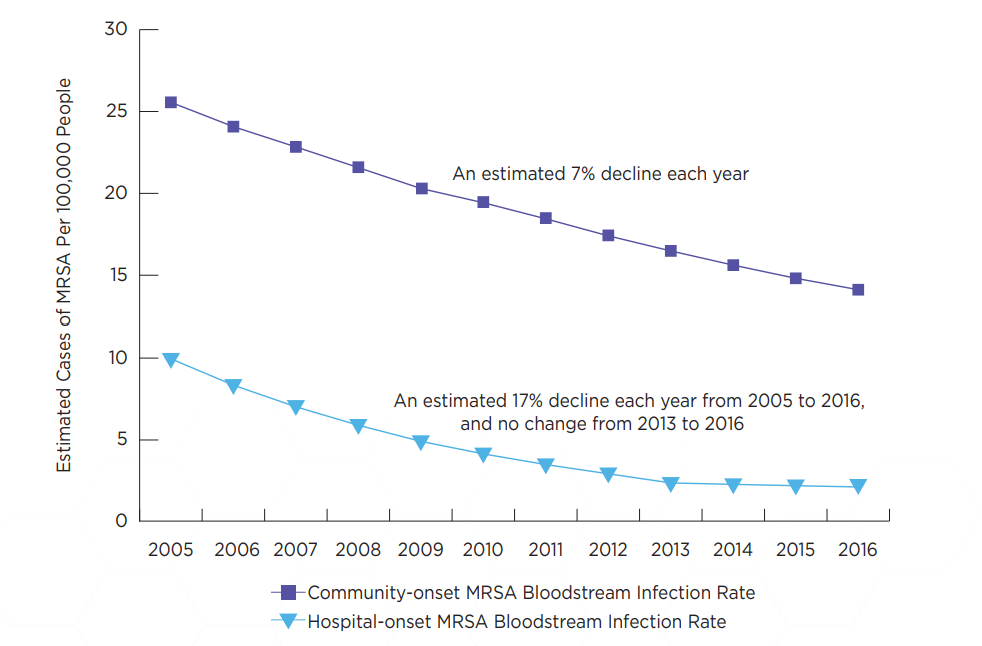 Estimated Cases of MRSA Per 100,000 People
30
25
20
15
10
5
0
An estimated 7% decline each year
An estimated 17% decline each year from 2005 to 2016,
and no change from 2013 to 2016
2005 2006 2007 2008 2009 2010 2011 2012 2013 2014 2015 2016
Community-onset MRSA Bloodstream Infection Rate
Hospital-onset MRSA Bloodstream Infection Rate